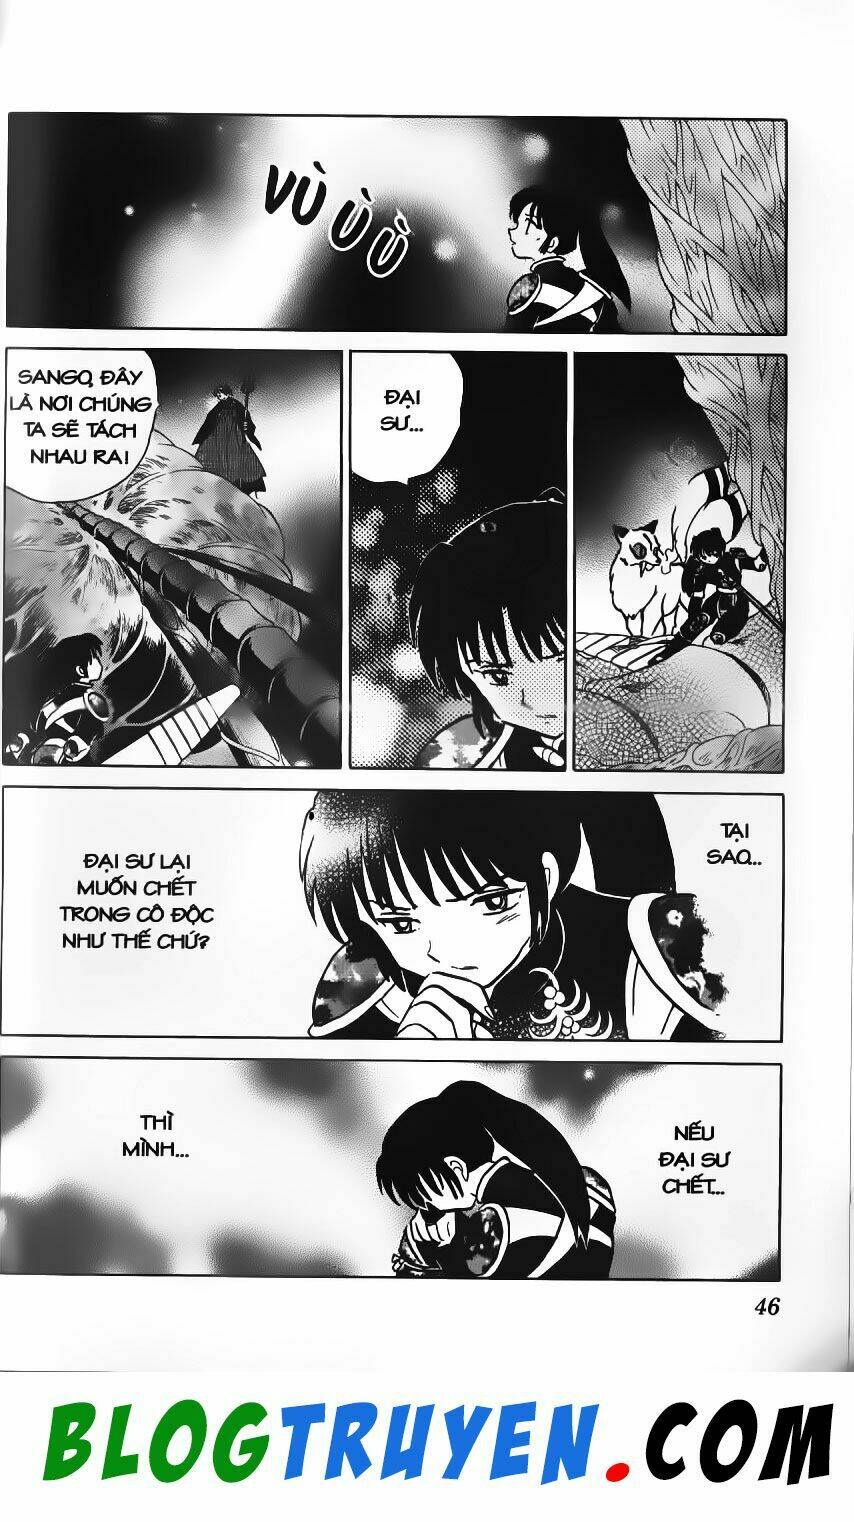 VÙ Ù Ù
ĐẠI
SƯ...
SANGO, ĐÂY
LÀ NƠI CHÚNG
TA SẼ TÁCH
NHAU RA!
TẠI
SAO...
ĐẠI SƯ LẠI
MUỐN CHẾT
TRONG CÔ ĐỘC
NHƯ THẾ CHỨ?
NẾU
ĐẠI SƯ
CHẾT...
THÌ
MÌNH...
46
BLOGTRUYEN.COM